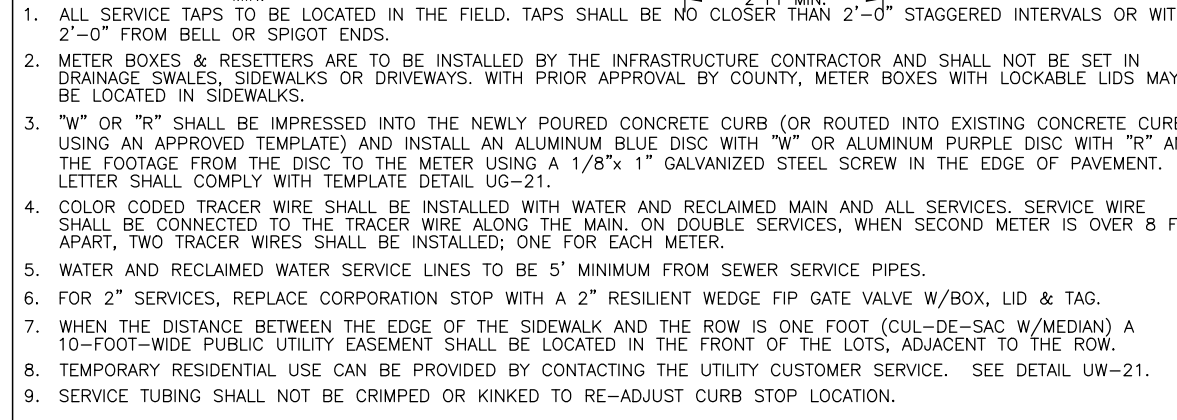 2 FT MIN.
1. ALL SERVICE TAPS TO BE LOCATED IN THE FIELD. TAPS SHALL BE NO CLOSER THAN 2'-0" STAGGERED INTERVALS OR WIT
2'-0" FROM BELL OR SPIGOT ENDS.
2. METER BOXES & RESETTERS ARE TO BE INSTALLED BY THE INFRASTRUCTURE CONTRACTOR AND SHALL NOT BE SET IN
DRAINAGE SWALES, SIDEWALKS OR DRIVEWAYS. WITH PRIOR APPROVAL BY COUNTY, METER BOXES WITH LOCKABLE LIDS MAY
BE LOCATED IN SIDEWALKS.
3. "W" OR "R" SHALL BE IMPRESSED INTO THE NEWLY POURED CONCRETE CURB (OR ROUTED INTO EXISTING CONCRETE CURB
USING AN APPROVED TEMPLATE) AND INSTALL AN ALUMINUM BLUE DISC WITH "W" OR ALUMINUM PURPLE DISC WITH "R" A
THE FOOTAGE FROM THE DISC TO THE METER USING A 1/8"x 1" GALVANIZED STEEL SCREW IN THE EDGE OF PAVEMENT.
LETTER SHALL COMPLY WITH TEMPLATE DETAIL UG-21.
4. COLOR CODED TRACER WIRE SHALL BE INSTALLED WITH WATER AND RECLAIMED MAIN AND ALL SERVICES. SERVICE WIRE
SHALL BE CONNECTED TO THE TRACER WIRE ALONG THE MAIN. ON DOUBLE SERVICES, WHEN SECOND METER IS OVER 8 F
APART, TWO TRACER WIRES SHALL BE INSTALLED; ONE FOR EACH METER.
5. WATER AND RECLAIMED WATER SERVICE LINES TO BE 5' MINIMUM FROM SEWER SERVICE PIPES.
6. FOR 2" SERVICES, REPLACE CORPORATION STOP WITH A 2" RESILIENT WEDGE FIP GATE VALVE W/BOX, LID & TAG.
7. WHEN THE DISTANCE BETWEEN THE EDGE OF THE SIDEWALK AND THE ROW IS ONE FOOT (CUL-DE-SAC W/MEDIAN) A
10-FOOT-WIDE PUBLIC UTILITY EASEMENT SHALL BE LOCATED IN THE FRONT OF THE LOTS, ADJACENT TO THE ROW.
8. TEMPORARY RESIDENTIAL USE CAN BE PROVIDED BY CONTACTING THE UTILITY CUSTOMER SERVICE. SEE DETAIL UW-21.
9. SERVICE TUBING SHALL NOT BE CRIMPED OR KINKED TO RE-ADJUST CURB STOP LOCATION.